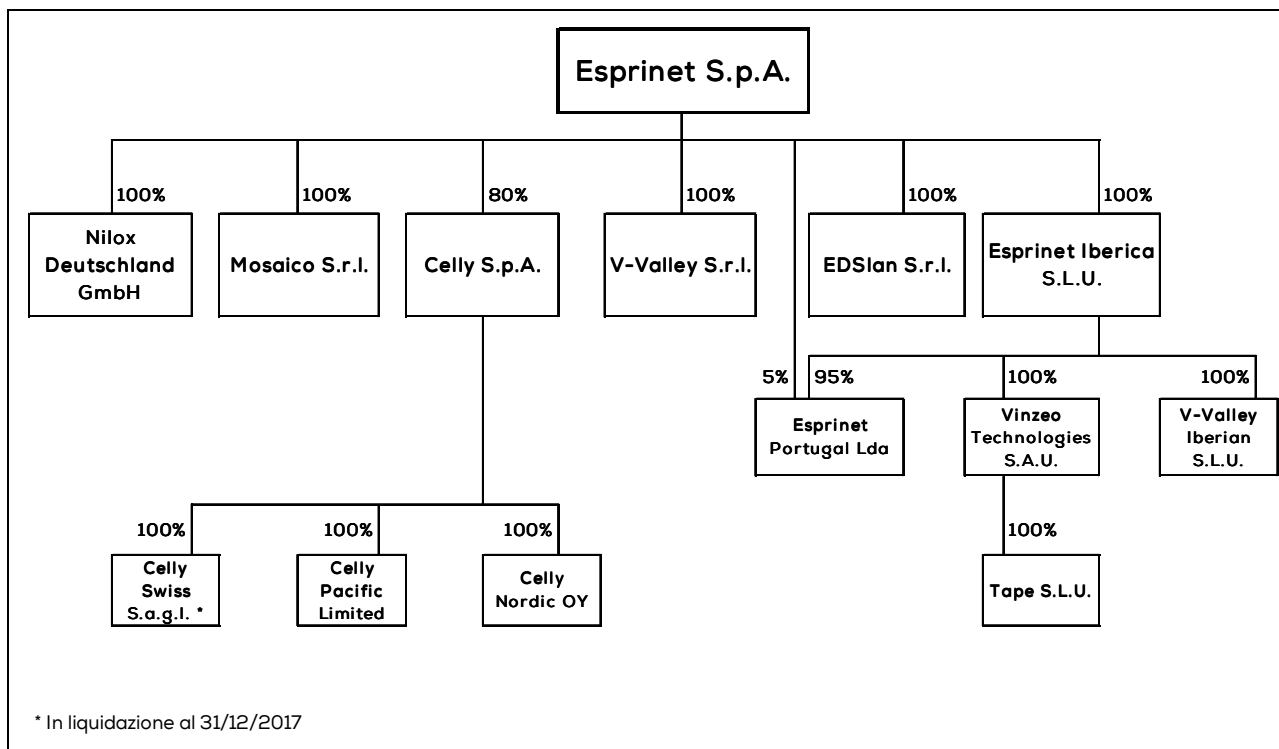 Esprinet S.p.A.
100%
100%
80%
100%
100%
100%
Nilox
Deutschland
GmbH
Mosaico S.r.l.
Celly S.p.A.
V-Valley S.r.l.
EDSlan S.r.l.
Esprinet Iberica
S.L.U.
5%
95%
100%
100%
Esprinet
Portugal Lda
Vinzeo
Technologies
S.A.U.
V-Valley
Iberian
S.L.U.
100%
100%
100%
100%
Celly
Swiss
S.a.g.l. *
Celly
Pacific
Limited
Celly
Nordic OY
Tape S.L.U.
* In liquidazione al 31/12/2017